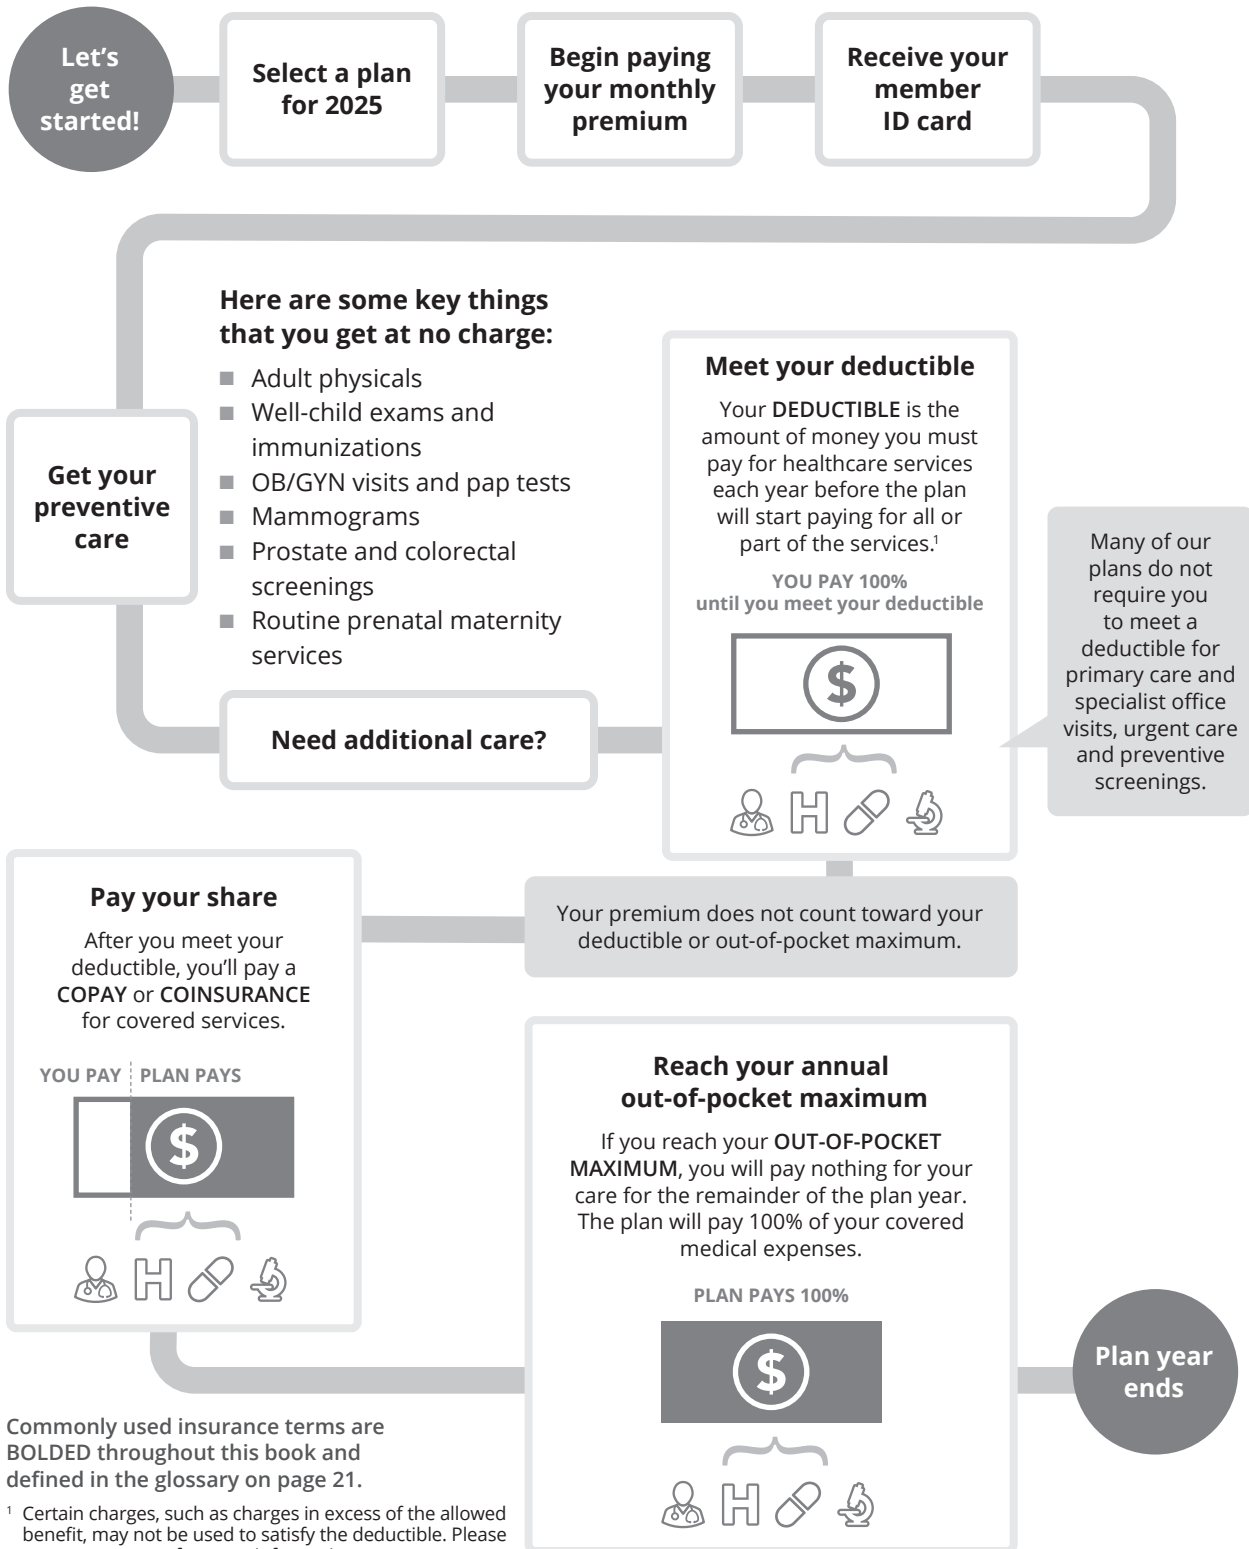 Let's
get
started!
Select a plan
for 2025
Begin paying
your monthly
premium
Receive your
member
ID card
Get your
preventive
care
Here are some key things
that you get at no charge:
■ Adult physicals
■ Well-child exams and
immunizations
■ OB/GYN visits and pap tests
■ Mammograms
■ Prostate and colorectal
screenings
■ Routine prenatal maternity
services
Need additional care?
Meet your deductible
Your DEDUCTIBLE is the
amount of money you must
pay for healthcare services
each year before the plan
will start paying for all or
part of the services.¹
YOU PAY 100%
until you meet your deductible
$
H
Many of our
plans do not
require you
to meet a
deductible for
primary care and
specialist office
visits, urgent care
and preventive
screenings.
Your premium does not count toward your
deductible or out-of-pocket maximum.
Pay your share
After you meet your
deductible, you'll pay a
COPAY or COINSURANCE
for covered services.
YOU PAY PLAN PAYS
$
H
Reach your annual
out-of-pocket maximum
If you reach your OUT-OF-POCKET
MAXIMUM, you will pay nothing for your
care for the remainder of the plan year.
The plan will pay 100% of your covered
medical expenses.
PLAN PAYS 100%
$
H
Plan year
ends
Commonly used insurance terms are
BOLDED throughout this book and
defined in the glossary on page 21.
¹ Certain charges, such as charges in excess of the allowed
benefit, may not be used to satisfy the deductible. Please